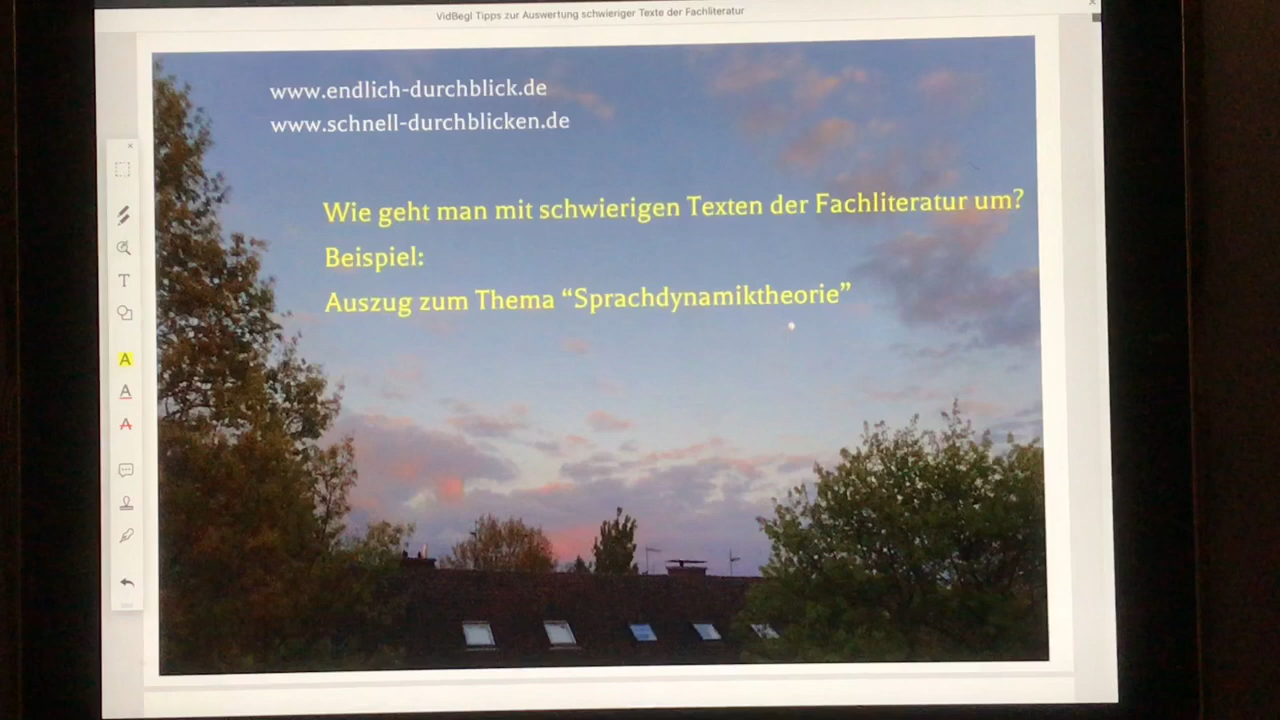 VidBegl Tipps zur Auswertung schwieriger Texte der Fachliteratur
www.endlich-durchblick.de
www.schnell-durchblicken.de
Wie geht man mit schwierigen Texten der Fachliteratur um?
Beispiel:
Auszug zum Thema “Sprachdynamiktheorie”
T
A
A
A